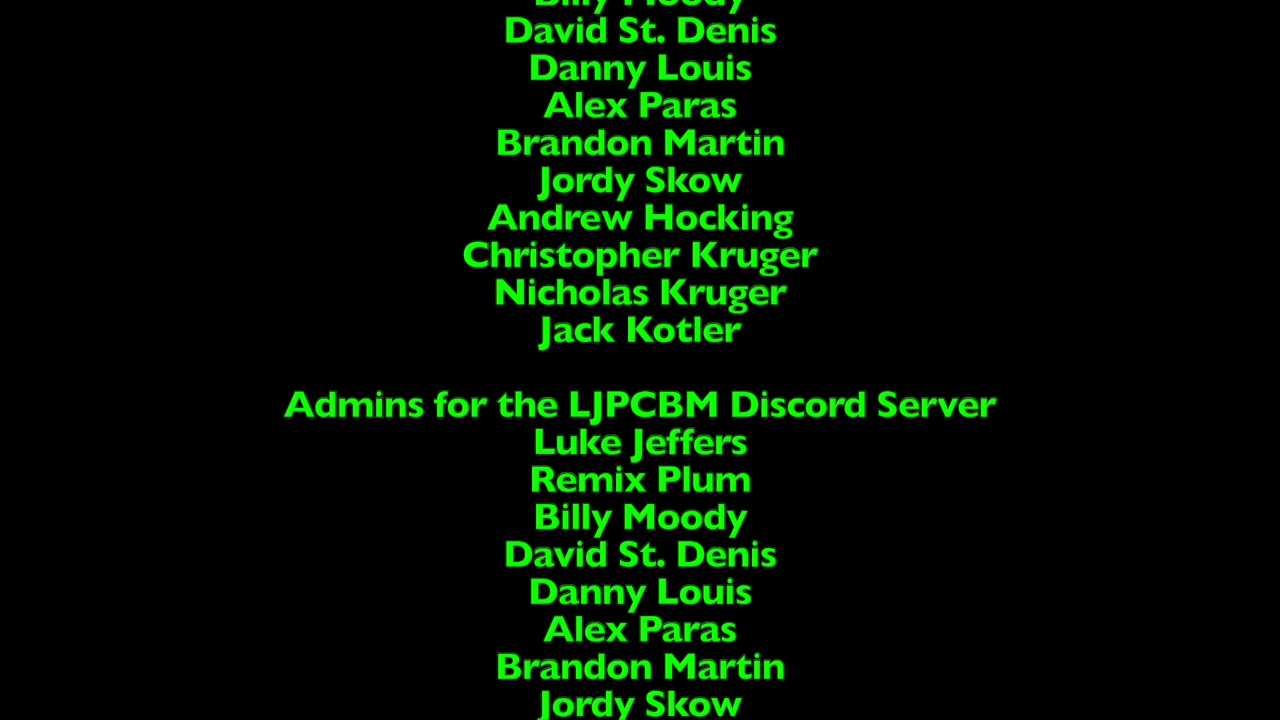 Billy Moody
David St. Denis
Danny Louis
Alex Paras
Brandon Martin
Jordy Skow
Andrew Hocking
Christopher Kruger
Nicholas Kruger
Jack Kotler
Admins for the LJPCBM Discord Server
Luke Jeffers
Remix Plum
Billy Moody
David St. Denis
Danny Louis
Alex Paras
Brandon Martin
Jordy Skow